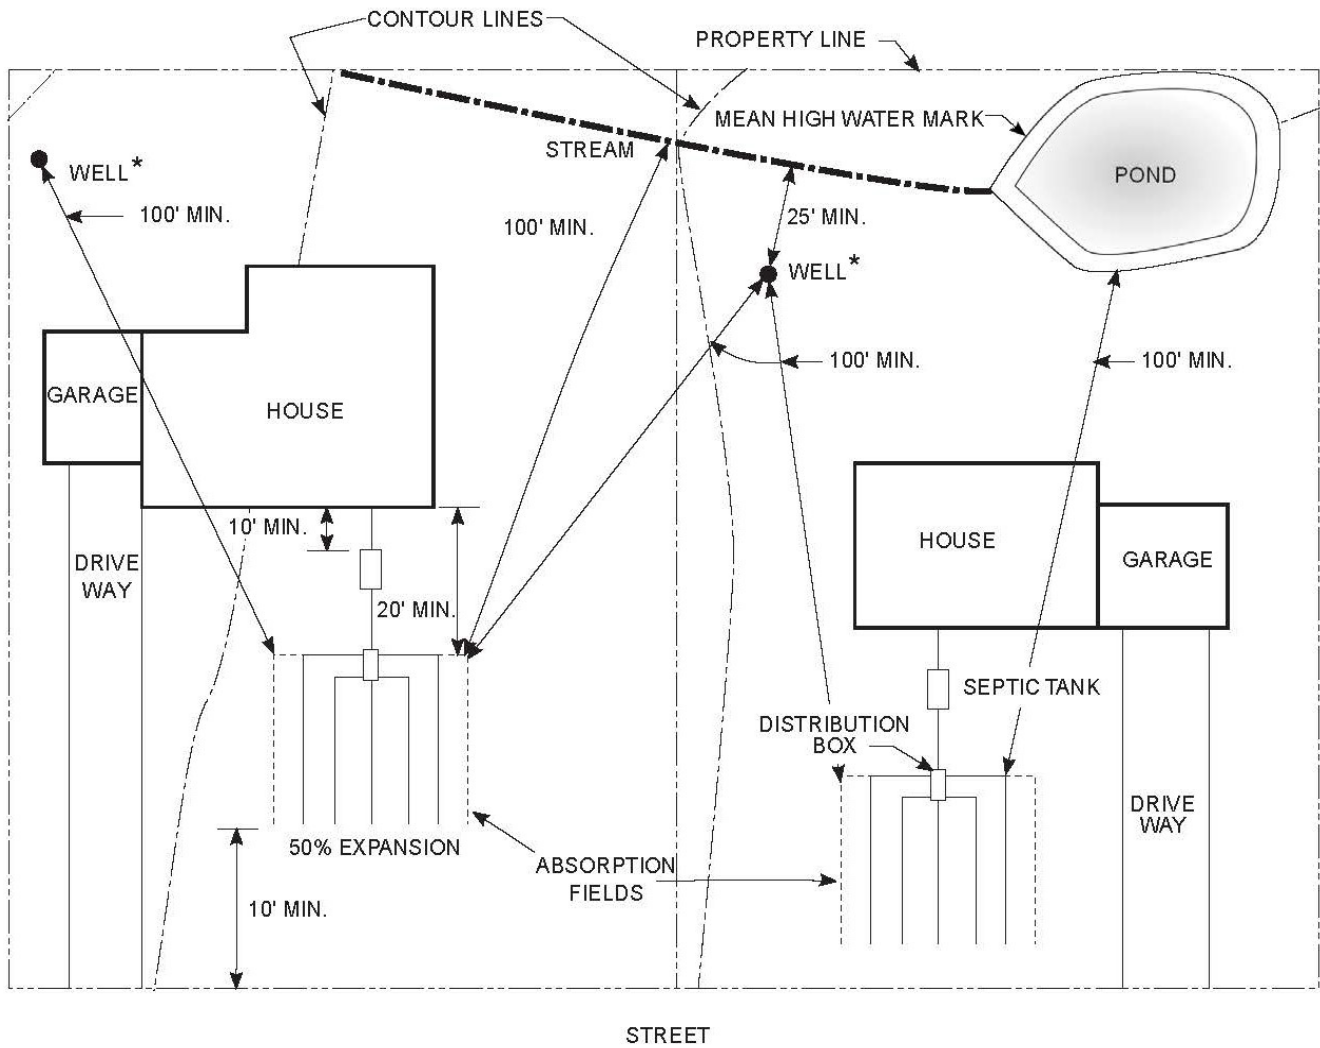 CONTOUR LINES
PROPERTY LINE
MEAN HIGH WATER MARK
STREAM
WELL*
POND
100' MIN.
100' MIN.
25' MIN.
WELL*
100' MIN.
100' MIN.
GARAGE
HOUSE
10' MIN.
HOUSE
GARAGE
DRIVE
WAY
20' MIN.
SEPTIC TANK
DISTRIBUTION
BOX
DRIVE
WAY
50% EXPANSION
ABSORPTION
FIELDS
10' MIN.
STREET